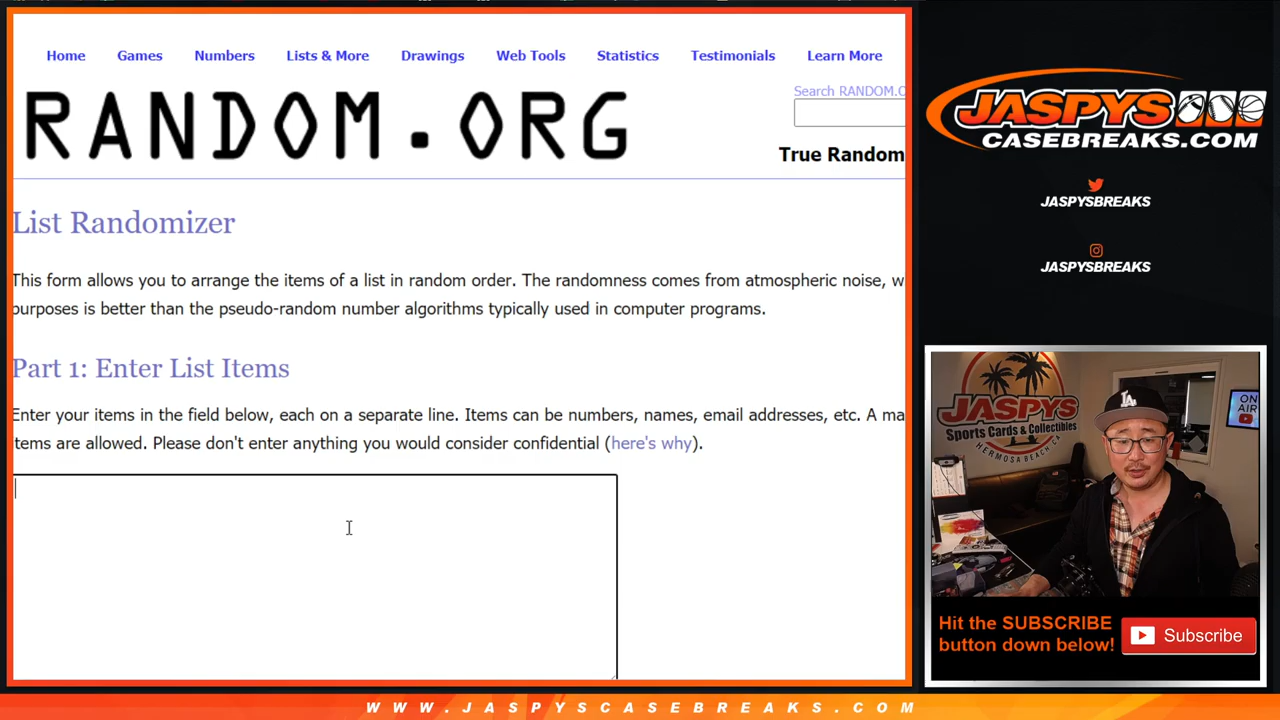 Home Games Numbers Lists & More Drawings Web Tools Statistics Testimonials Learn More
RANDOM.ORG
Search RANDOM.O
True Random
List Randomizer
This form allows you to arrange the items of a list in random order. The randomness comes from atmospheric noise, w
purposes is better than the pseudo-random number algorithms typically used in computer programs.
Part 1: Enter List Items
Enter your items in the field below, each on a separate line. Items can be numbers, names, email addresses, etc. A ma
items are allowed. Please don't enter anything you would consider confidential (here's why).
JASPYS
CASEBREAKS.COM
JASPYSBREAKS
JASPYSBREAKS
JASPYS
Sports Cards & Collectibles
HERMOSA BEACH, CA
LA
ON
AIR
Hit the SUBSCRIBE
button down below!
Subscribe
WWW.JASPYSCASEBREAKS.COM